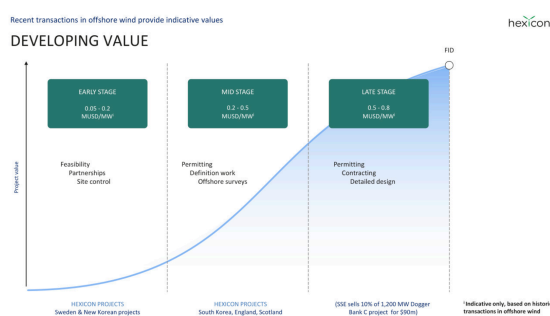 Recent transactions in offshore wind provide indicative values
hexicon
DEVELOPING VALUE
FID
EARLY STAGE
0.05 - 0.2
MUSD/MW¹
MID STAGE
0.2 - 0.5
MUSD/MW¹
LATE STAGE
0.5 - 0.8
MUSD/MW¹
Project value
Feasibility
Partnerships
Site control
Permitting
Definition work
Offshore surveys
Permitting
Contracting
Detailed design
HEXICON PROJECTS
Sweden & New Korean projects
HEXICON PROJECTS
South Korea, England, Scotland
(SSE sells 10% of 1,200 MW Dogger
Bank C project for $90m)
¹Indicative only, based on histori
transactions in offshore wind